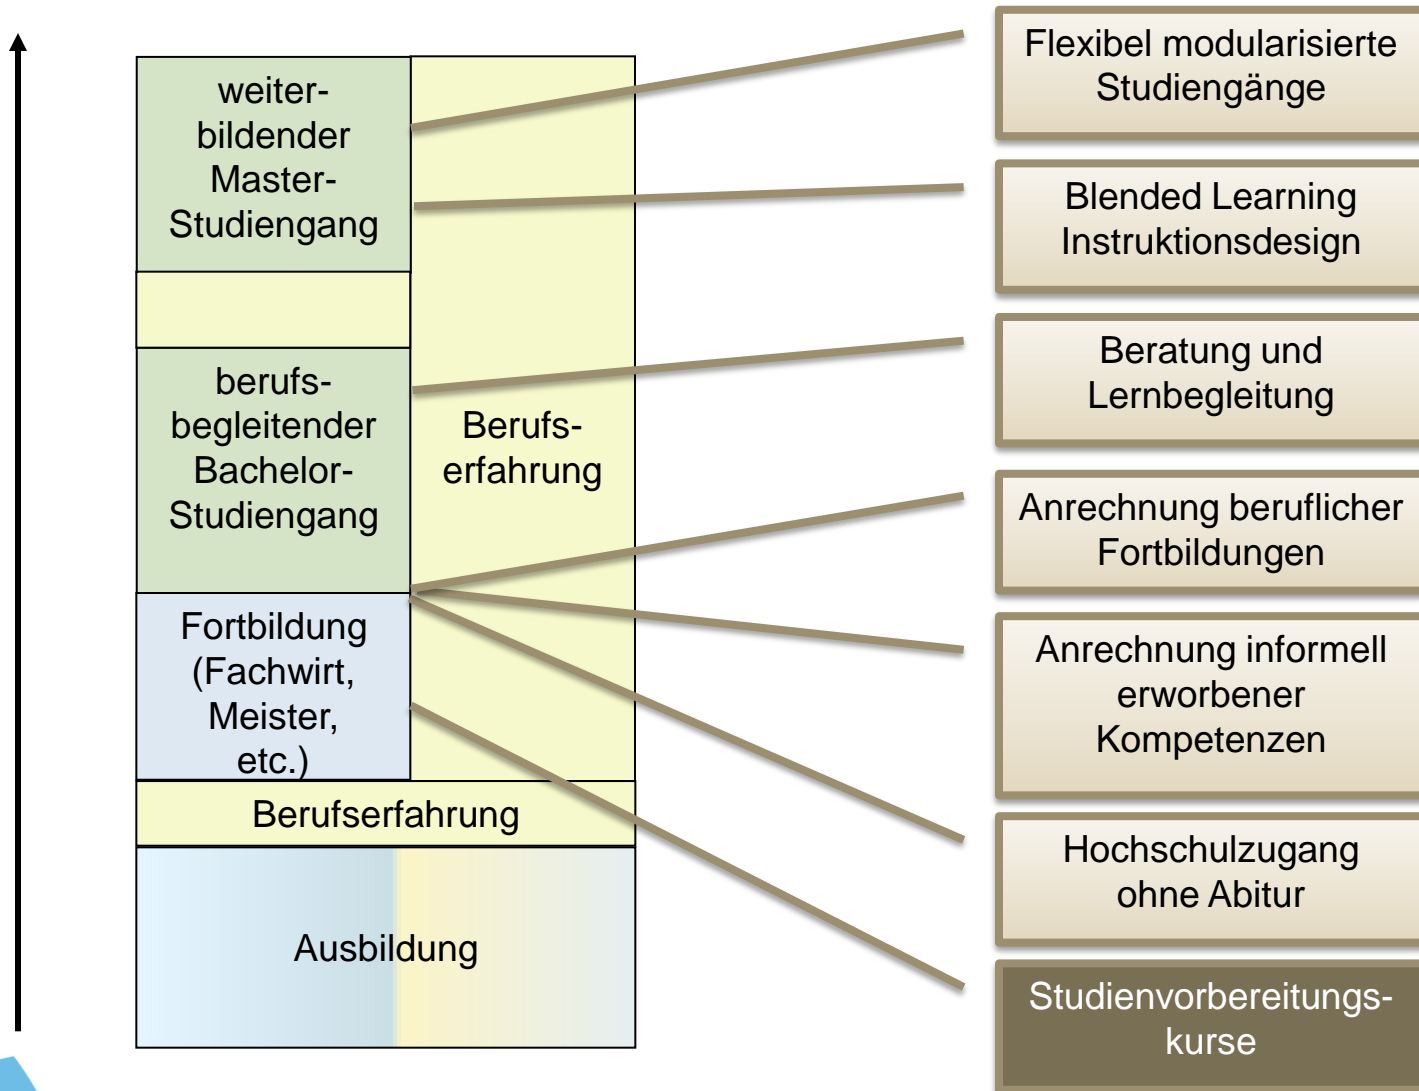 weiter-
bildender
Master-
Studiengang
berufs-
begleitender
Bachelor-
Studiengang
Berufs-
erfahrung
Fortbildung
(Fachwirt,
Meister,
etc.)
Berufserfahrung
Ausbildung
Flexibel modularisierte
Studiengänge
Blended Learning
Instruktionsdesign
Beratung und
Lernbegleitung
Anrechnung beruflicher
Fortbildungen
Anrechnung informell
erworbener
Kompetenzen
Hochschulzugang
ohne Abitur
Studienvorbereitungs-
kurse